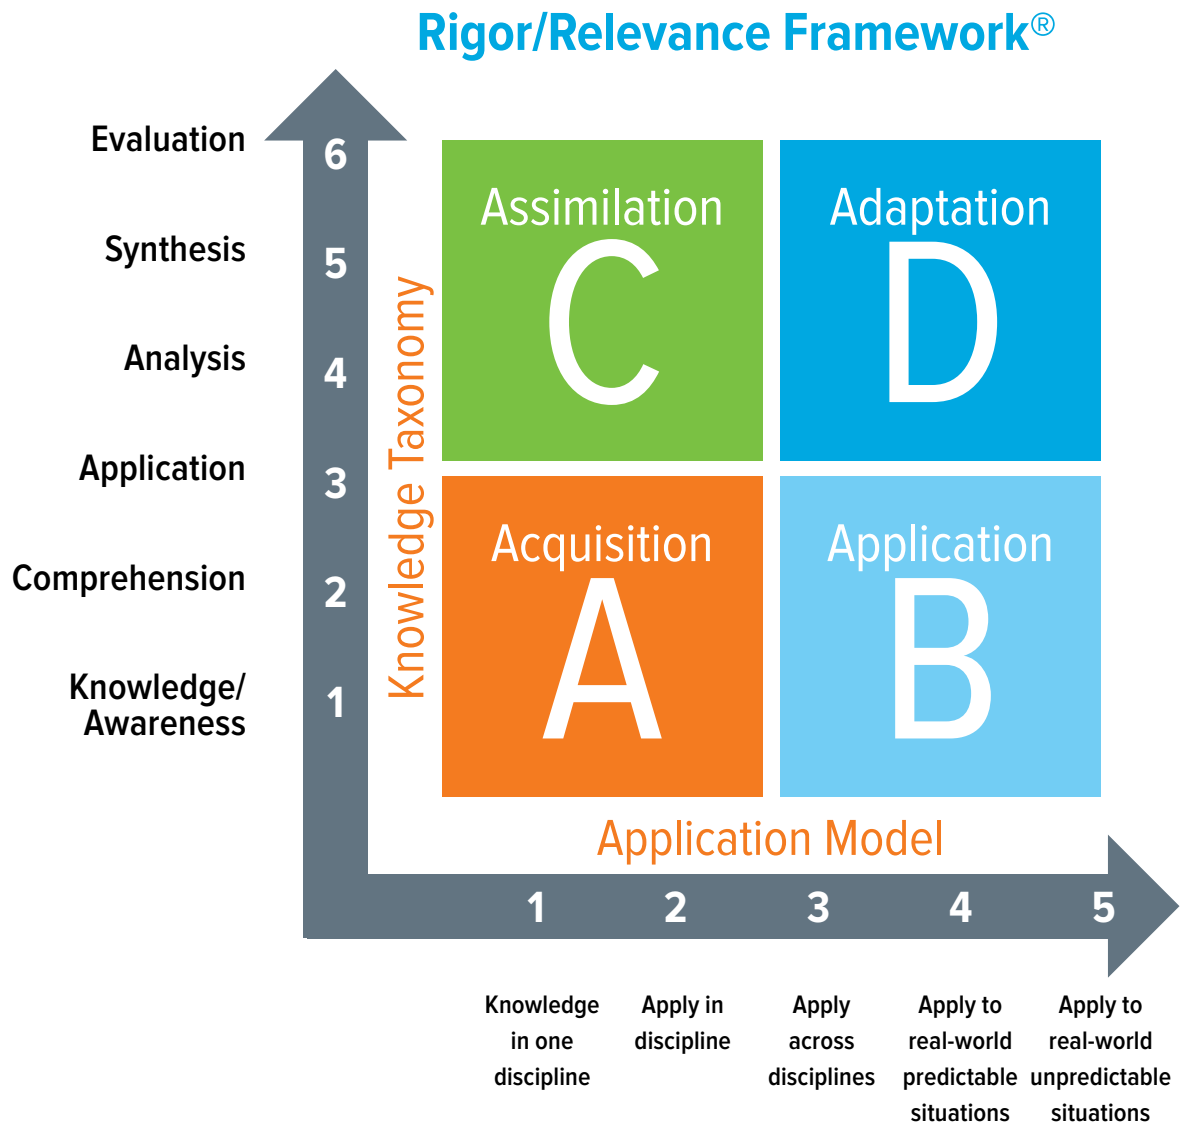 Rigor/Relevance Framework®
Evaluation
6
Synthesis
5
Analysis
4
Application
3
Comprehension
2
Knowledge/
Awareness
1
Knowledge Taxonomy
Assimilation
C
Adaptation
D
Acquisition
A
Application
B
Application Model
1
2
3
4
5
Knowledge
in one
discipline
Apply in
discipline
Apply
across
disciplines
Apply to
real-world
predictable
situations
Apply to
real-world
unpredictable
situations